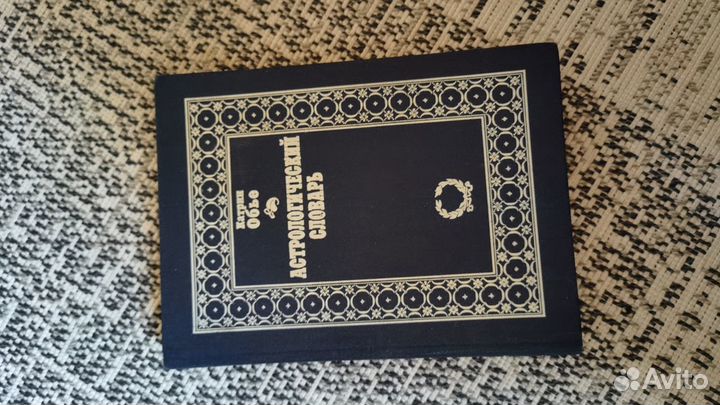 Катрин
Обье
АСТРОЛОГИЧЕСКИЙ
СЛОВАРЬ
Avito